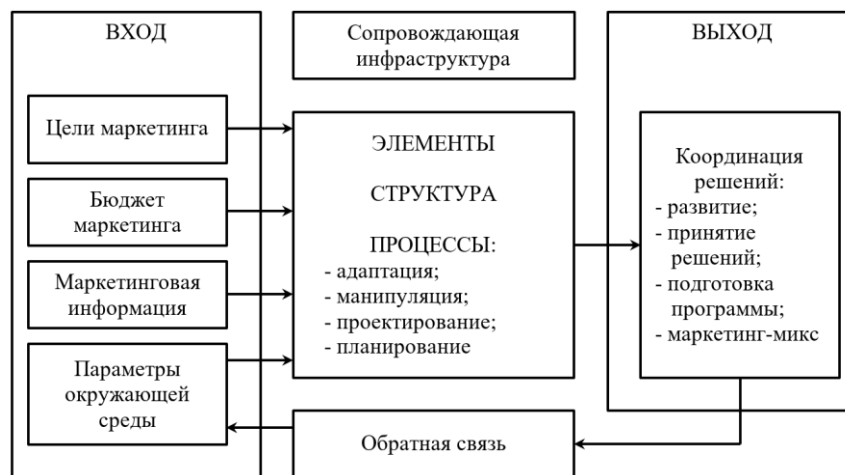 ВХОД
Цели маркетинга
Бюджет
маркетинга
Маркетинговая
информация
Параметры
окружающей
среды
Сопровождающая
инфраструктура
ЭЛЕМЕНТЫ
СТРУКТУРА
ПРОЦЕССЫ:
- адаптация;
- манипуляция;
- проектирование;
- планирование
Обратная связь
ВЫХОД
Координация
решений:
- развитие;
- принятие
решений;
- подготовка
программы;
- маркетинг-микс